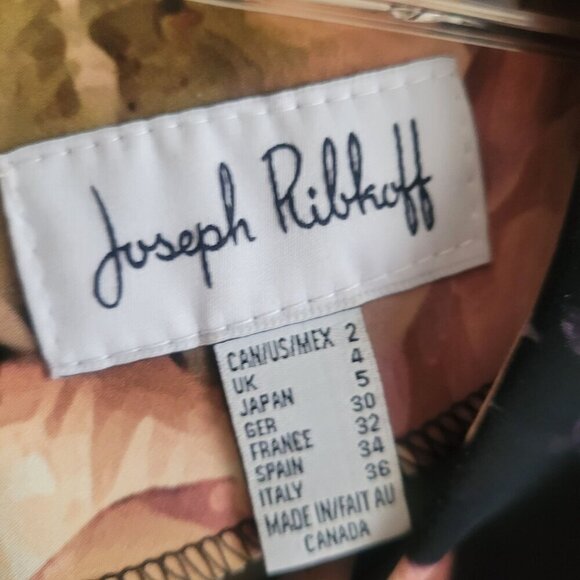 Joseph Ribkoff
CAN/US/MEX 2
UK 4
JAPAN 5
GER 30
FRANCE 32
SPAIN 34
ITALY 36
MADE IN/FAIT AU
CANADA